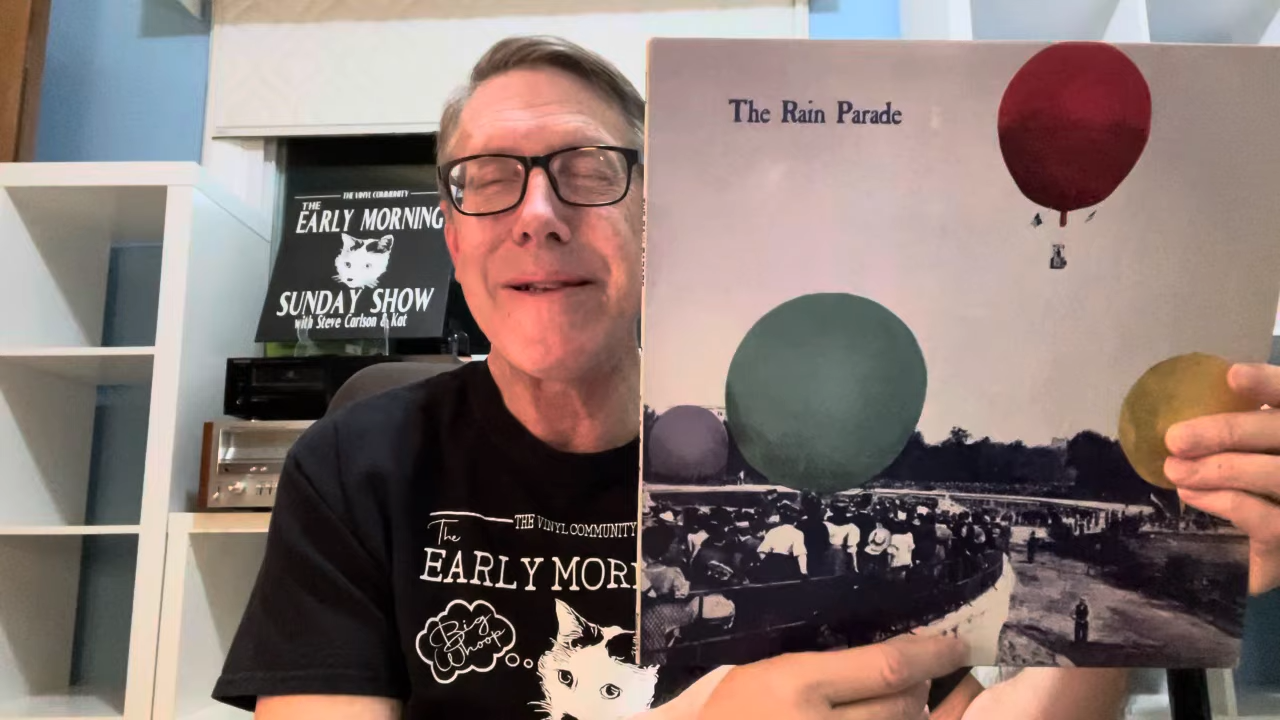 The Rain Parade
THE VINYL COMMUNITY
THE
EARLY MORNING
SUNDAY SHOW
with Steve Carlson & Kat
THE VINYL COMMUNITY
The
EARLY MOR
Big
Whoop